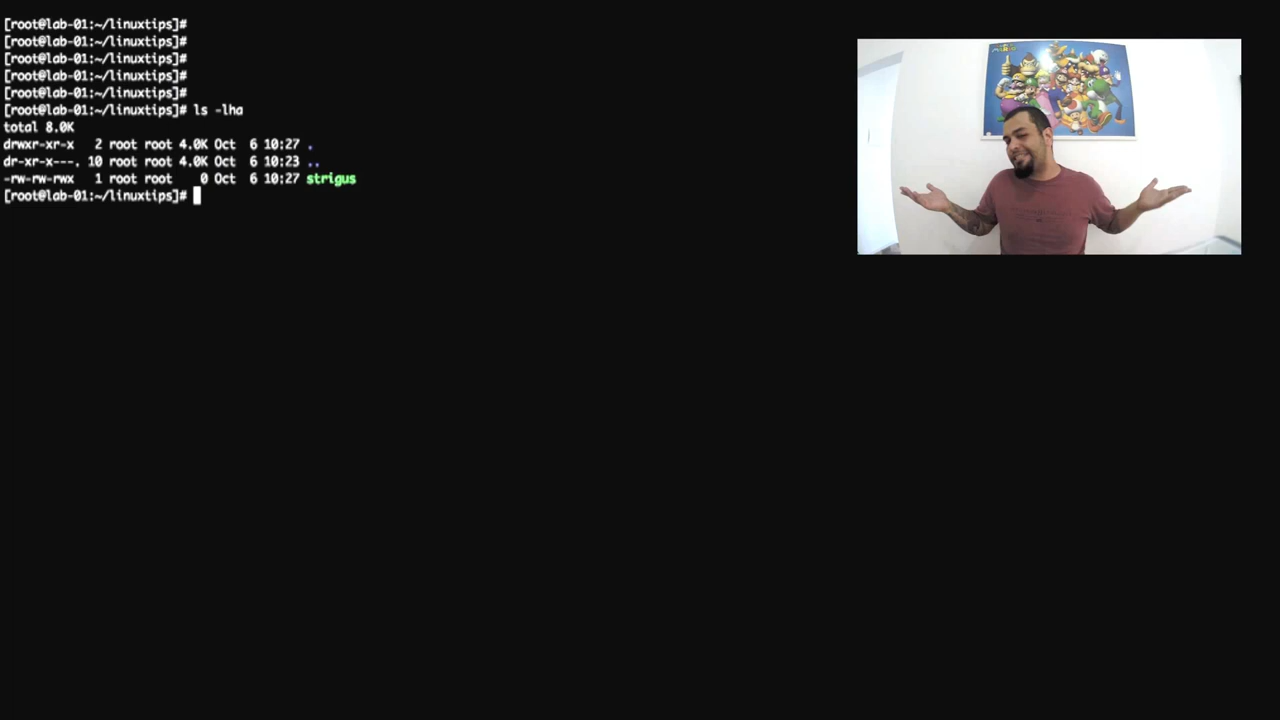 [root@lab-01:~/linuxtips]#
[root@lab-01:~/linuxtips]#
[root@lab-01:~/linuxtips]#
[root@lab-01:~/linuxtips]#
[root@lab-01:~/linuxtips]#
[root@lab-01:~/linuxtips]# ls -lha
total 8.0K
drwxr-xr-x   2 root root 4.0K Oct  6 10:27 .
dr-xr-x---. 10 root root 4.0K Oct  6 10:23 ..
-rw-rw-rwx   1 root root    0 Oct  6 10:27 strigus
[root@lab-01:~/linuxtips]#